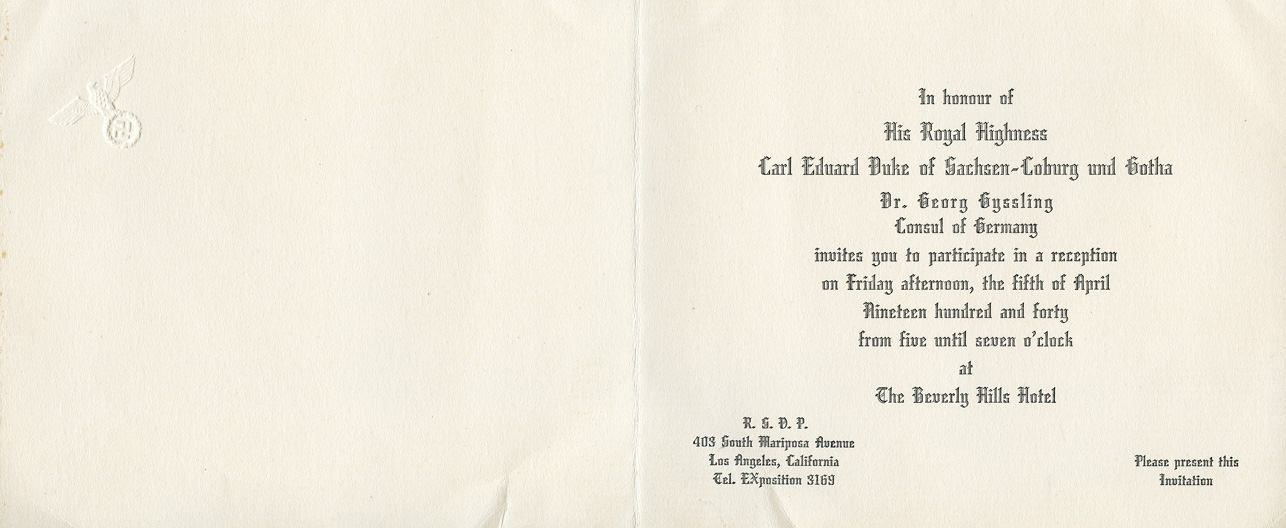 In honour of
His Royal Highness
Carl Eduard Duke of Sachsen-Coburg und Gotha
Dr. Georg Gyssling
Consul of Germany
invites you to participate in a reception
on Friday afternoon, the fifth of April
Nineteen hundred and forty
from five until seven o'clock
at
The Beverly Hills Hotel
R. S. V. P.
403 South Mariposa Avenue
Los Angeles, California
Tel. EXposition 3169
Please present this
Invitation